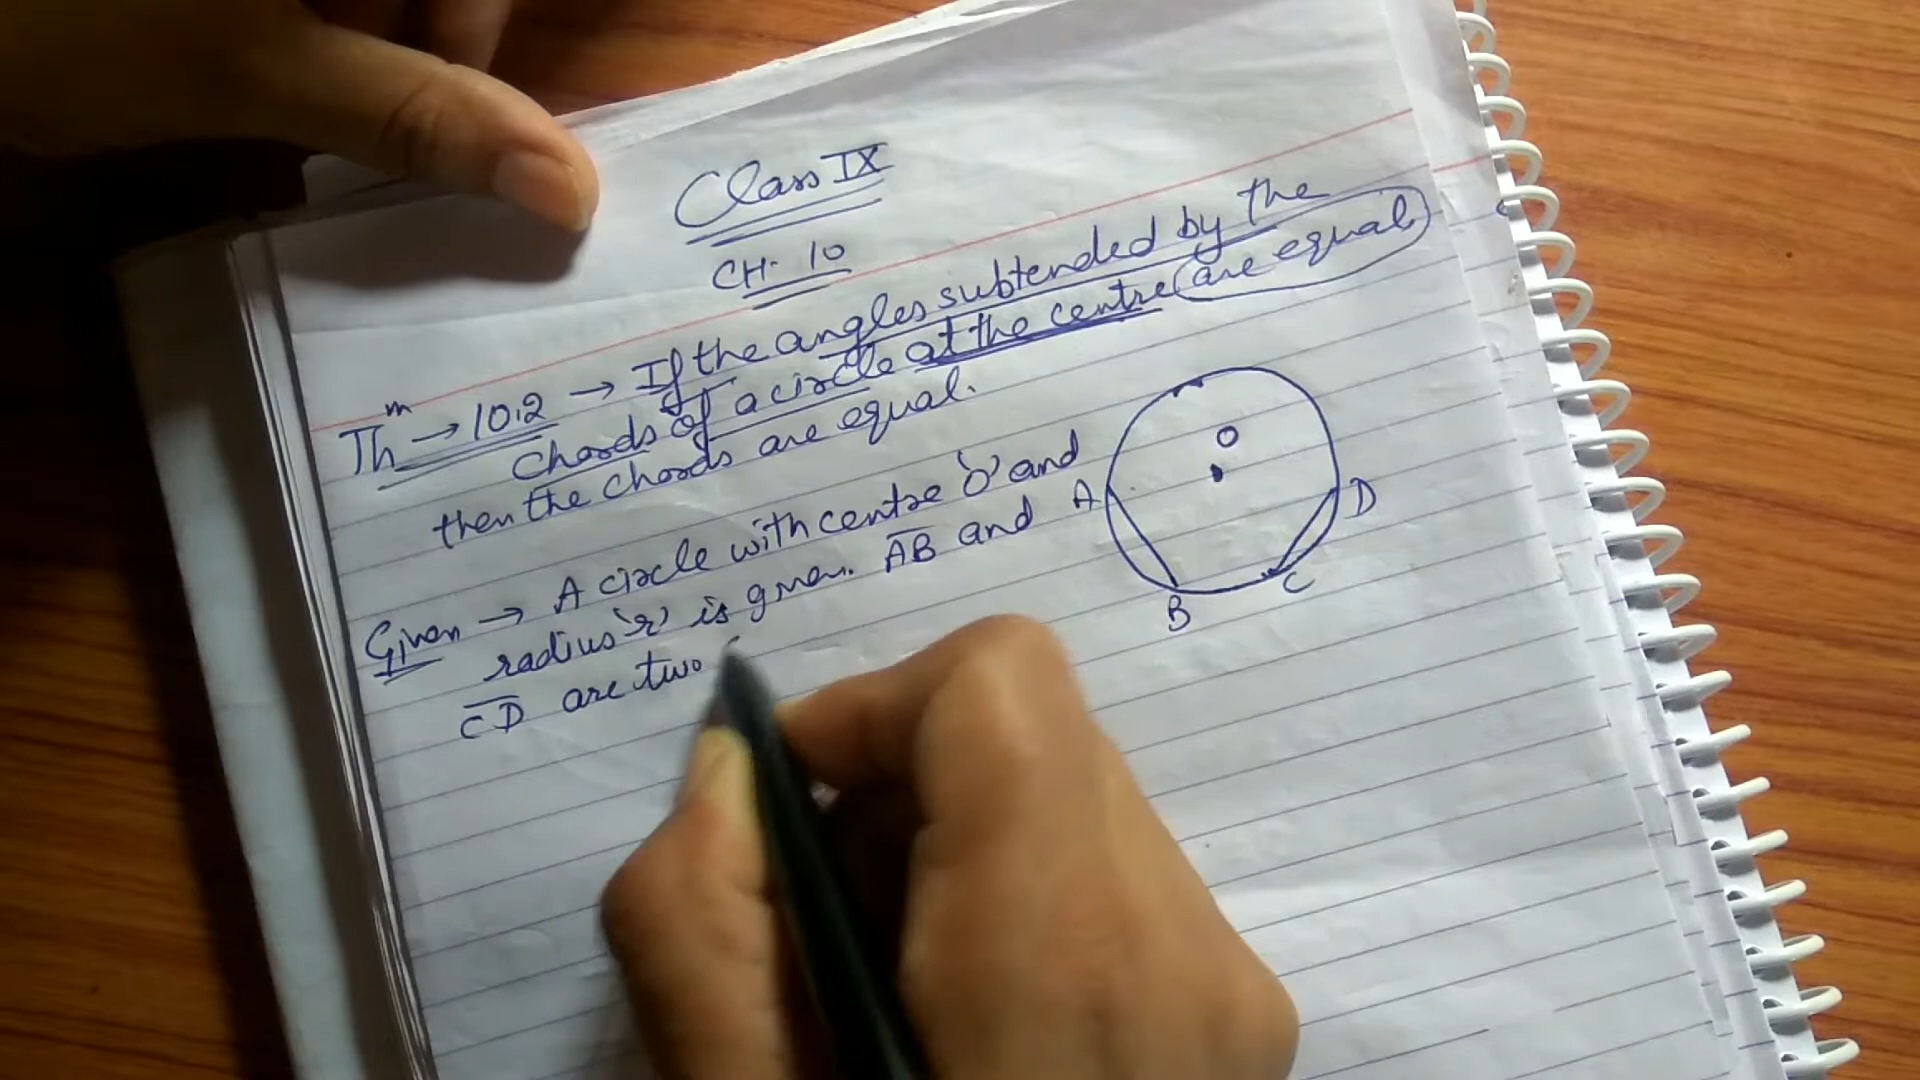 Class IX
CH. 10
Thm → 10.2 → If the angles subtended by the
chords of a circle at the centre are equal
then the chords are equal.
Given → A circle with centre 'O' and
radius 'r' is given. AB and
CD are two
O
A
D
B
C